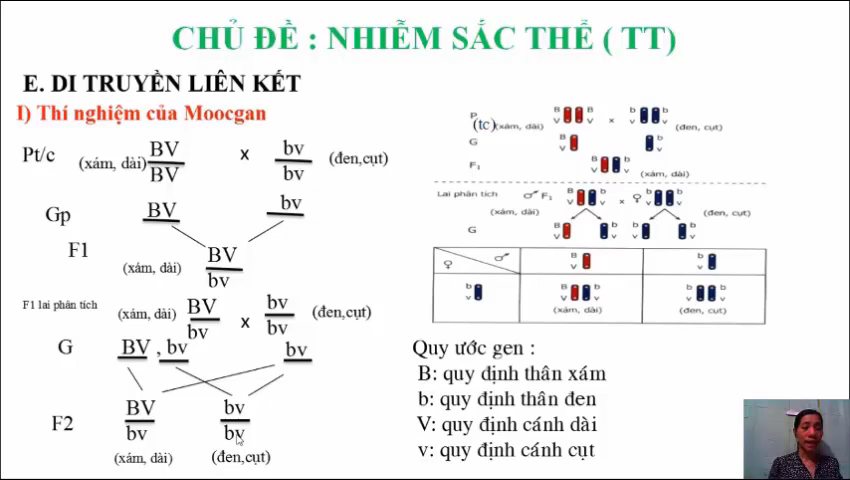 CHỦ ĐỀ : NHIỄM SẮC THỂ ( TT)
E. DI TRUYỀN LIÊN KẾT
I) Thí nghiệm của Moocgan
Pt/c (xám, dài) BV x bv (đen,cụt)
BV bv
Gp BV bv
F1 (xám, dài) BV
bv
F1 lai phân tích (xám, dài) BV x bv (đen,cụt)
bv bv
G BV , bv bv
F2 BV bv
bv bv
(xám, dài) (đen,cụt)
P B B b b
(tc)(xám, dài) V V x v v (đen, cụt)
G B b
V v
F1 B b
V v (xám, dài)
Lai phân tích ♂ F1 B b x ♀ b b
(xám, dài) V v v v (đen, cụt)
G B b b b
V v v v
♀ ♂ B b
V v
b B b b b
v V v v v
(xám, dài) (đen, cụt)
Quy ước gen :
B: quy định thân xám
b: quy định thân đen
V: quy định cánh dài
v: quy định cánh cụt